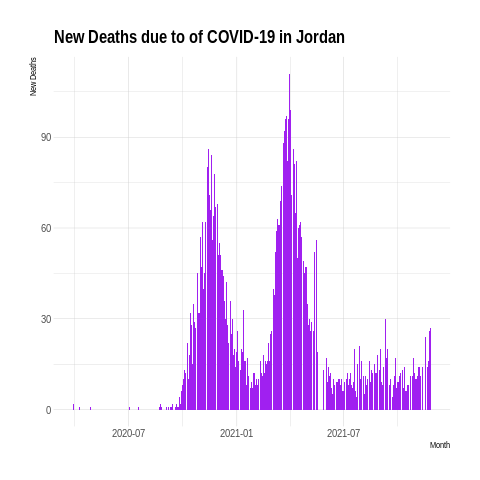 New Deaths due to of COVID-19 in Jordan
New Deaths
90
60
30
0
2020-07
2021-01
2021-07
Month